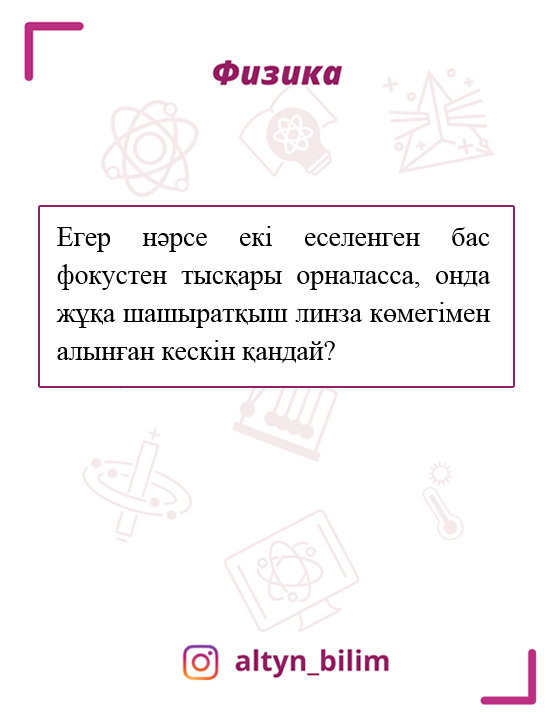 Физика
Егер нәрсе екі еселенген бас
фокустен тысқары орналасса, онда
жұқа шашыратқыш линза көмегімен
алынған кескін қандай?
altyn_bilim